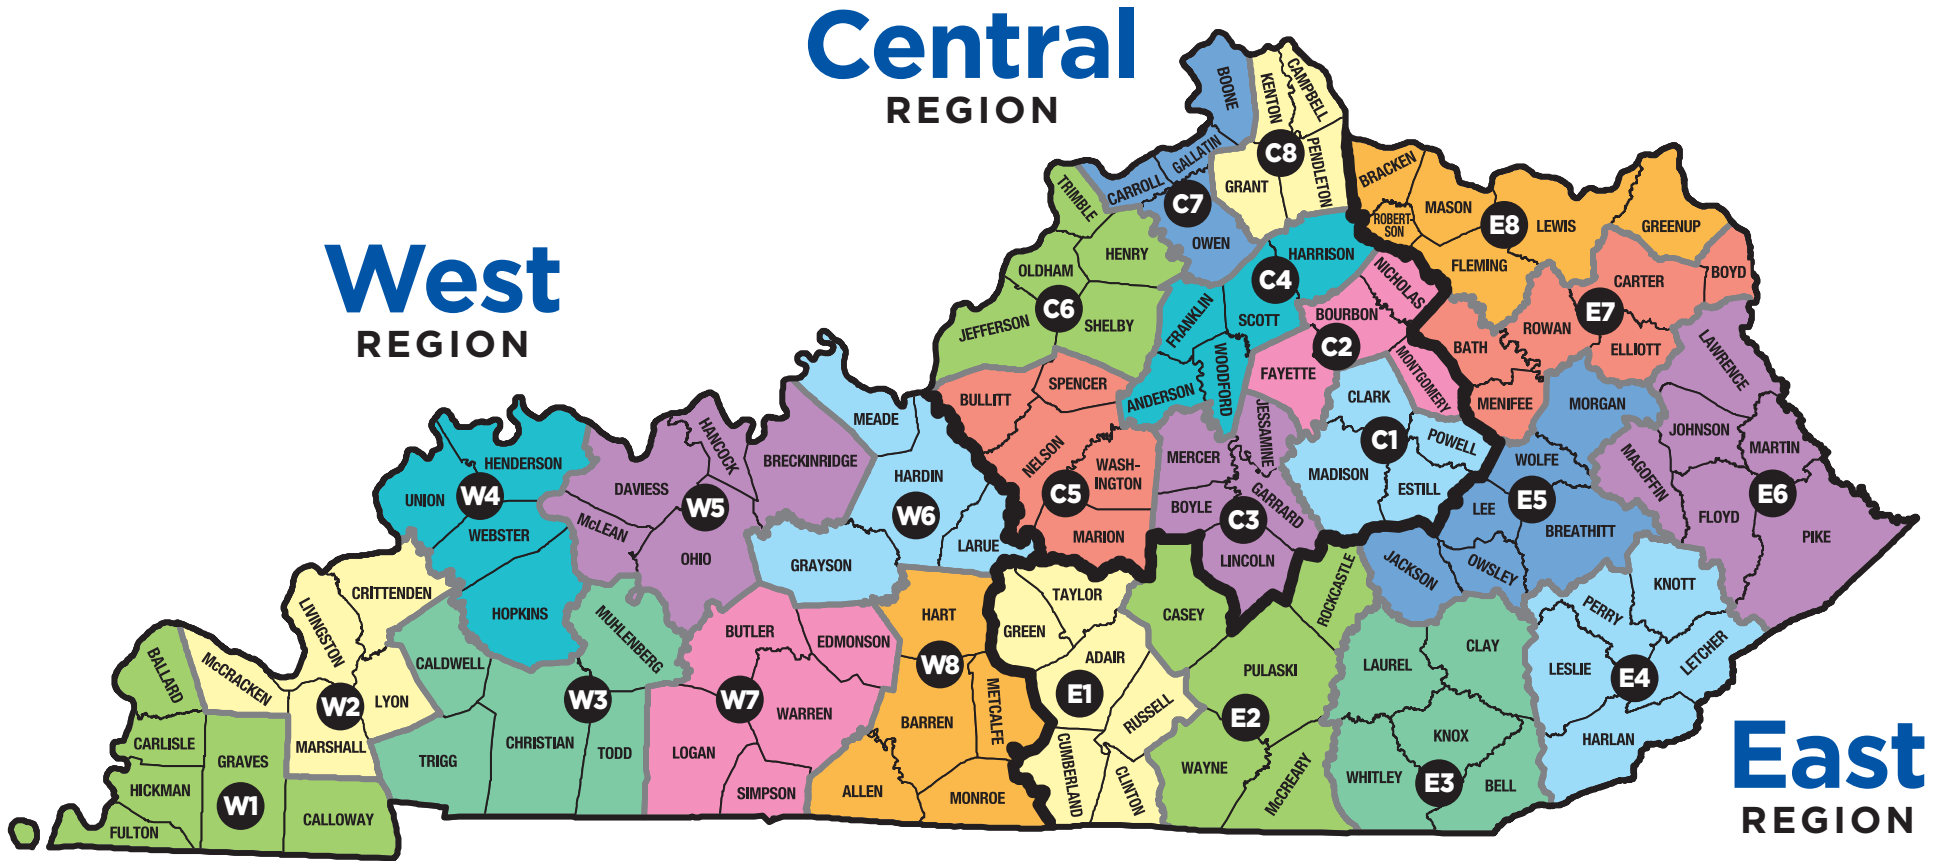 Central
REGION
West
REGION
East
REGION
BOONE
KENTON
CAMPBELL
C8
GALLATIN
PENDLETON
CARROLL
GRANT
C7
OWEN
TRIMBLE
HENRY
OLDHAM
C6
JEFFERSON
SHELBY
HARRISON
C4
FRANKLIN
SCOTT
WOODFORD
ANDERSON
NICHOLAS
BOURBON
C2
FAYETTE
MONTGOMERY
CLARK
C1
POWELL
MADISON
ESTILL
SPENCER
BULLITT
NELSON
WASH-
INGTON
C5
MARION
JESSAMINE
MERCER
GARRARD
BOYLE
C3
LINCOLN
BRACKEN
MASON
ROBERT-
SON
E8
LEWIS
GREENUP
FLEMING
CARTER
BOYD
E7
ROWAN
BATH
ELLIOTT
MENIFEE
LAWRENCE
JOHNSON
MARTIN
MAGOFFIN
E6
FLOYD
PIKE
MORGAN
WOLFE
LEE
E5
BREATHITT
OWSLEY
JACKSON
KNOTT
PERRY
LESLIE
E4
LETCHER
HARLAN
CLAY
LAUREL
KNOX
WHITLEY
E3
BELL
ROCKCASTLE
CASEY
PULASKI
E2
WAYNE
McCREARY
TAYLOR
GREEN
ADAIR
E1
RUSSELL
CUMBERLAND
CLINTON
MEADE
HARDIN
W6
LARUE
GRAYSON
HANCOCK
BRECKINRIDGE
DAVIESS
W5
McLEAN
OHIO
HENDERSON
UNION
W4
WEBSTER
HOPKINS
HART
W8
METCALFE
BARREN
ALLEN
MONROE
BUTLER
EDMONSON
W7
WARREN
LOGAN
SIMPSON
MUHLENBERG
CALDWELL
W3
CHRISTIAN
TODD
TRIGG
CRITTENDEN
LIVINGSTON
McCRACKEN
W2
LYON
MARSHALL
BALLARD
CARLISLE
GRAVES
HICKMAN
W1
FULTON
CALLOWAY